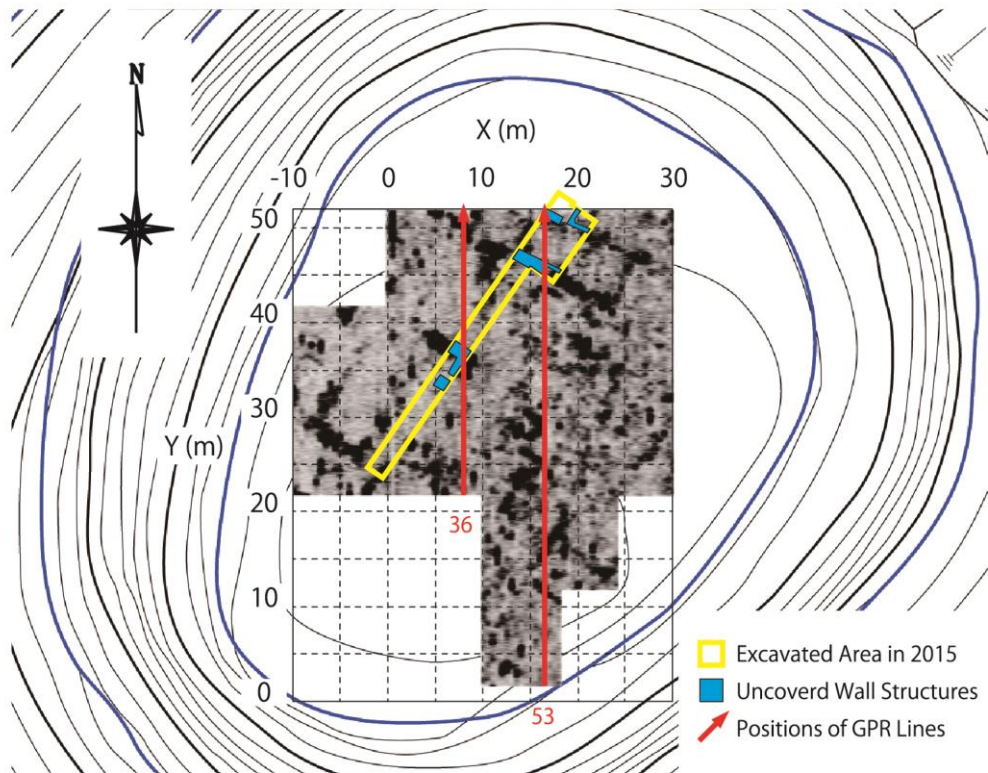 N
X (m)
-10 0 10 20 30
50
40
30
Y (m)
20
36
10
0
53
Excavated Area in 2015
Uncoverd Wall Structures
Positions of GPR Lines